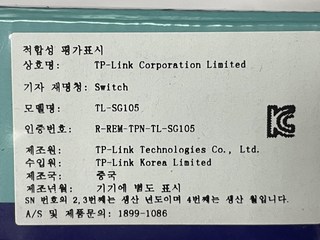 적합성 평가표시
상호명: TP-Link Corporation Limited
기자재명칭: Switch
모델명: TL-SG105
인증번호: R-REM-TPN-TL-SG105
제조원: TP-Link Technologies Co., Ltd.
수입원: TP-Link Korea Limited
제조국: 중국
제조년월: 기기에 별도 표시
SN 번호의 2,3번째는 생산 년도이며 4번째는 생산 월입니다.
A/S 및 제품문의: 1899-1086